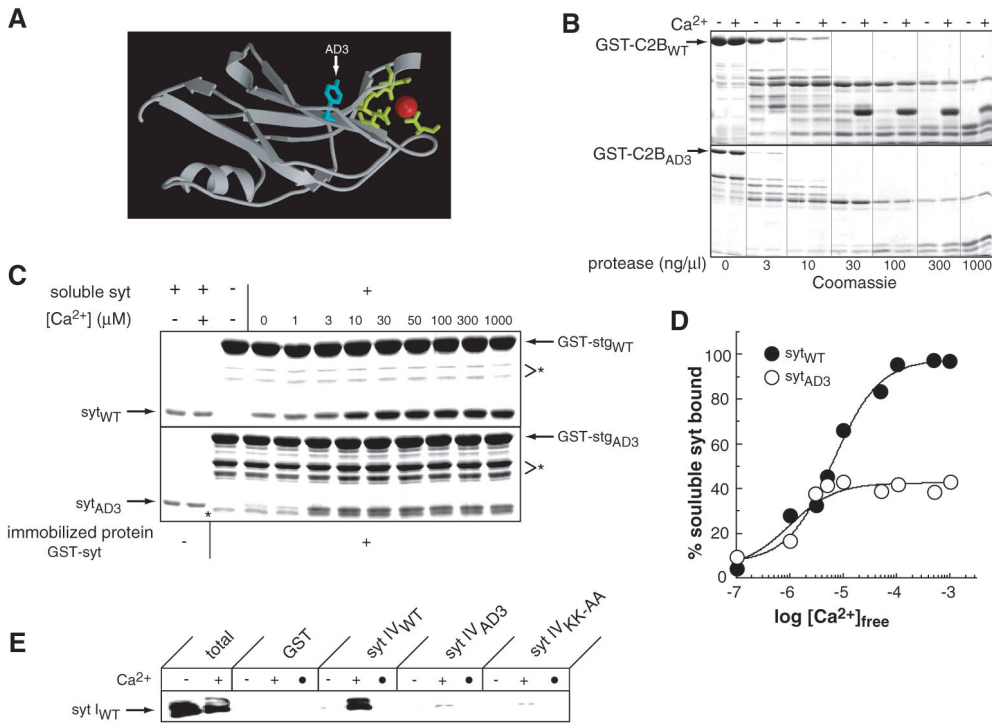 A
AD3
B
Ca2+ - + - + - + - + - + - + - +
GST-C2BWT
GST-C2BAD3
protease (ng/μl) 0 3 10 30 100 300 1000
Coomassie
C
soluble syt + + - +
[Ca2+] (μM) - + - 0 1 3 10 30 50 100 300 1000
GST-stgWT
*
sytWT
GST-stgAD3
*
sytAD3
*
immobilized protein
GST-syt - +
D
% souluble syt bound
100
80
60
40
20
0
sytWT
sytAD3
-7 -6 -5 -4 -3 -2
log [Ca2+]free
E
total GST syt IVWT syt IVAD3 syt IVKK-AA
Ca2+ - + - + • - + • - + • - + •
syt IWT